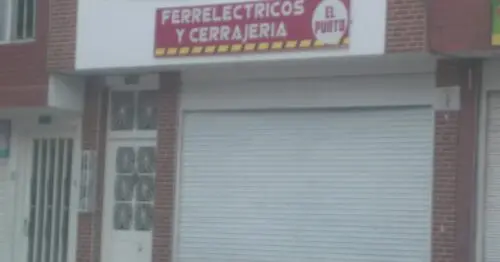 FERRELECTRICOS
Y CERRAJERIA
EL
PUNTO